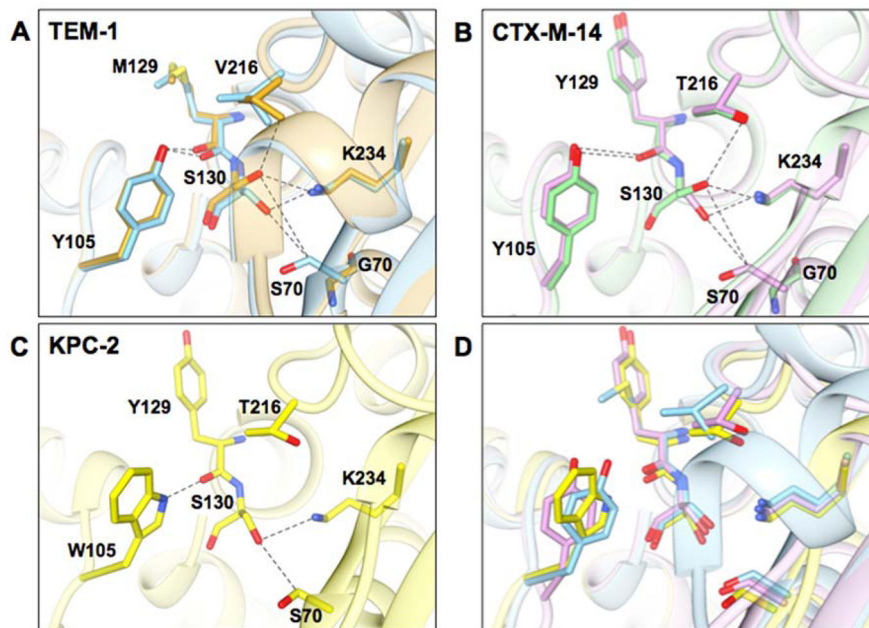 A TEM-1
M129
V216
K234
S130
Y105
G70
S70
B CTX-M-14
Y129
T216
K234
S130
Y105
G70
S70
C KPC-2
Y129
T216
K234
S130
W105
S70
D